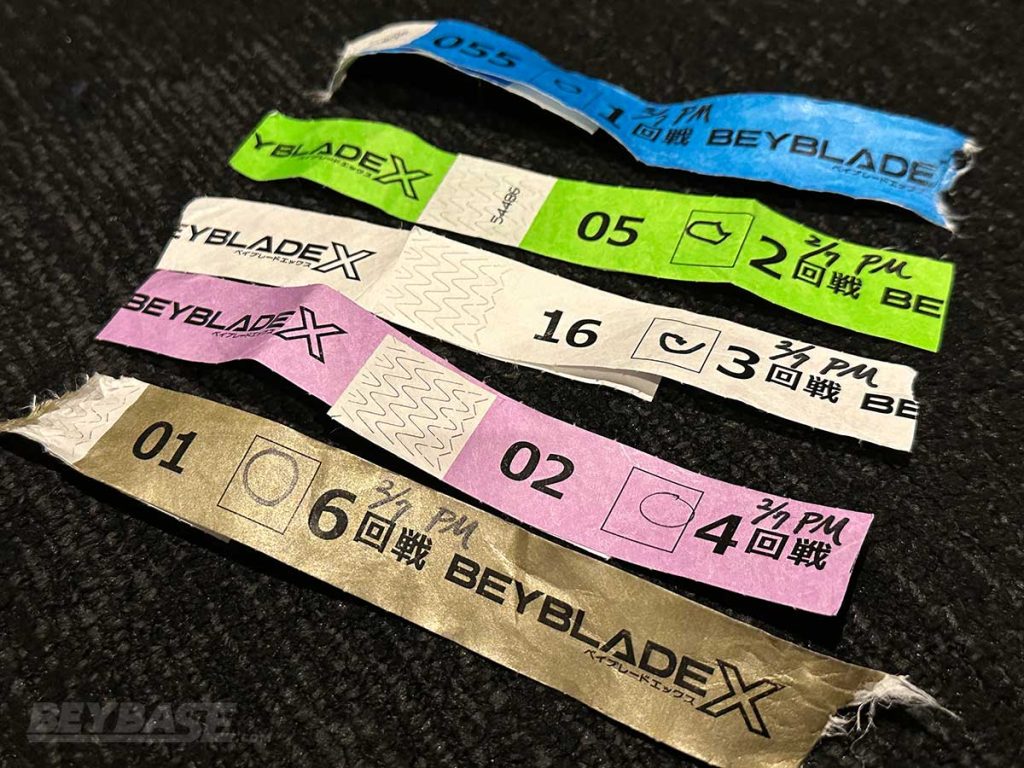 055 1 2/7 PM 回戦 BEYBLADE
ベイブレードエックス
YBLADE X
ベイブレードエックス
54486
05 2 2/7 PM 回戦 BE
EYBLADE X
ベイブレードエックス
16 3 2/7 PM 回戦 BE
BEYBLADE X
ベイブレードエックス
02 4 2/7 PM 回戦
01 6 2/7 PM 回戦 BEYBLADE X
ベイブレードエックス
BEYBASE.com